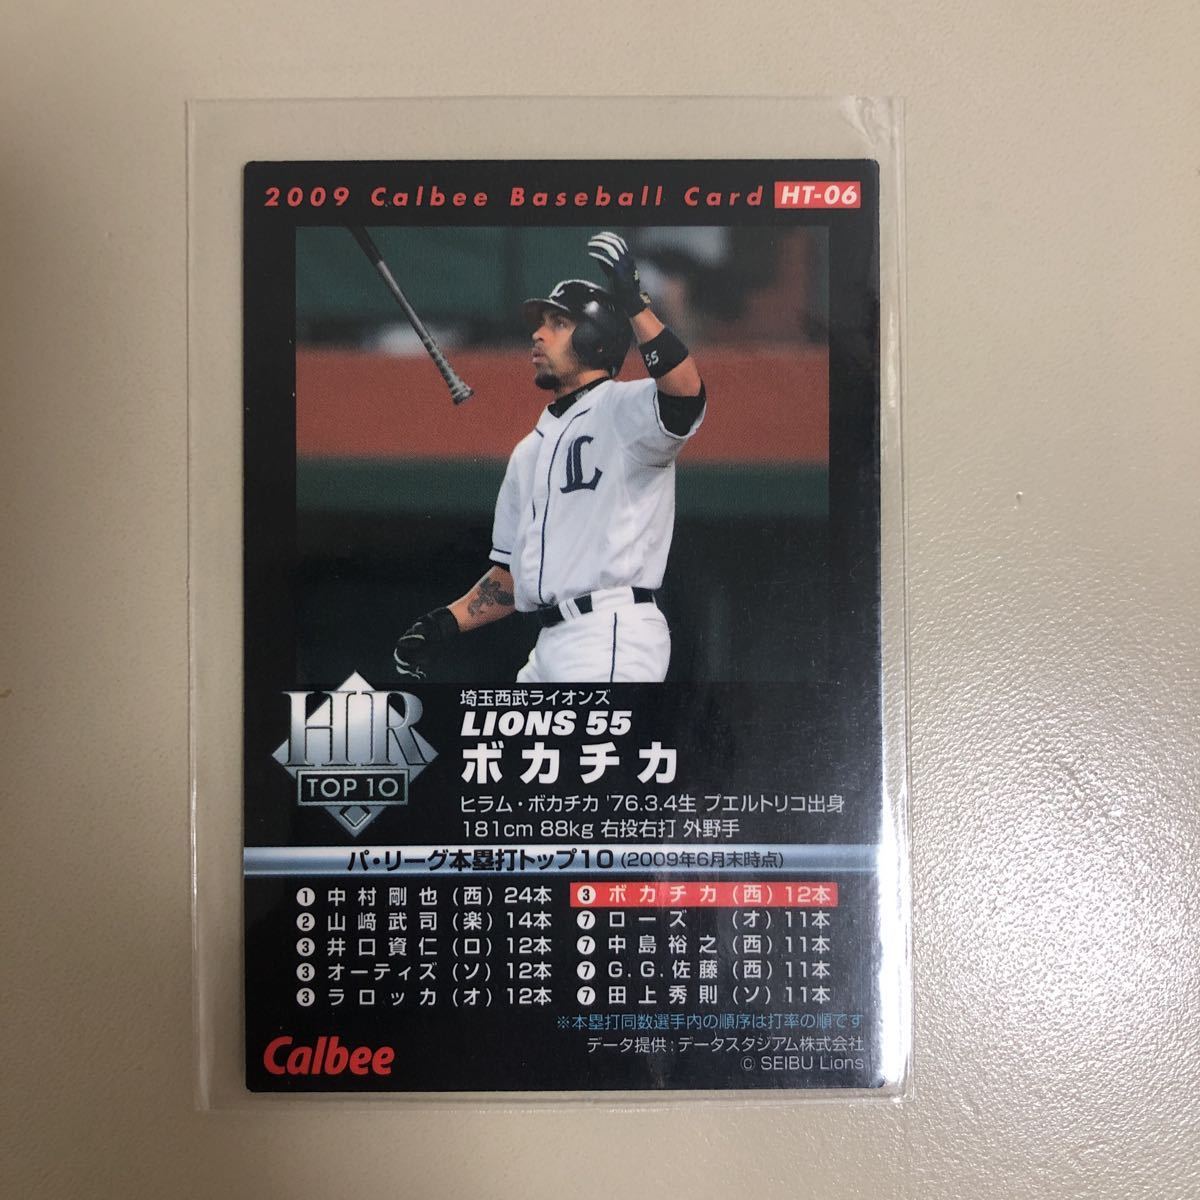 2009 Calbee Baseball Card HT-06
L
55
L
HR
TOP 10
埼玉西武ライオンズ
LIONS 55
ボカチカ
ヒラム・ボカチカ '76.3.4生 プエルトリコ出身
181cm 88kg 右投右打 外野手
パ・リーグ本塁打トップ10 (2009年6月末時点)
1 中村剛也 (西) 24本
2 山﨑武司 (楽) 14本
3 井口資仁 (ロ) 12本
3 オーティズ (ソ) 12本
3 ラロッカ (オ) 12本
3 ボカチカ (西) 12本
7 ローズ (オ) 11本
7 中島裕之 (西) 11本
7 G.G.佐藤 (西) 11本
7 田上秀則 (ソ) 11本
※本塁打同数選手内の順序は打率の順です
データ提供:データスタジアム株式会社
© SEIBU Lions
Calbee